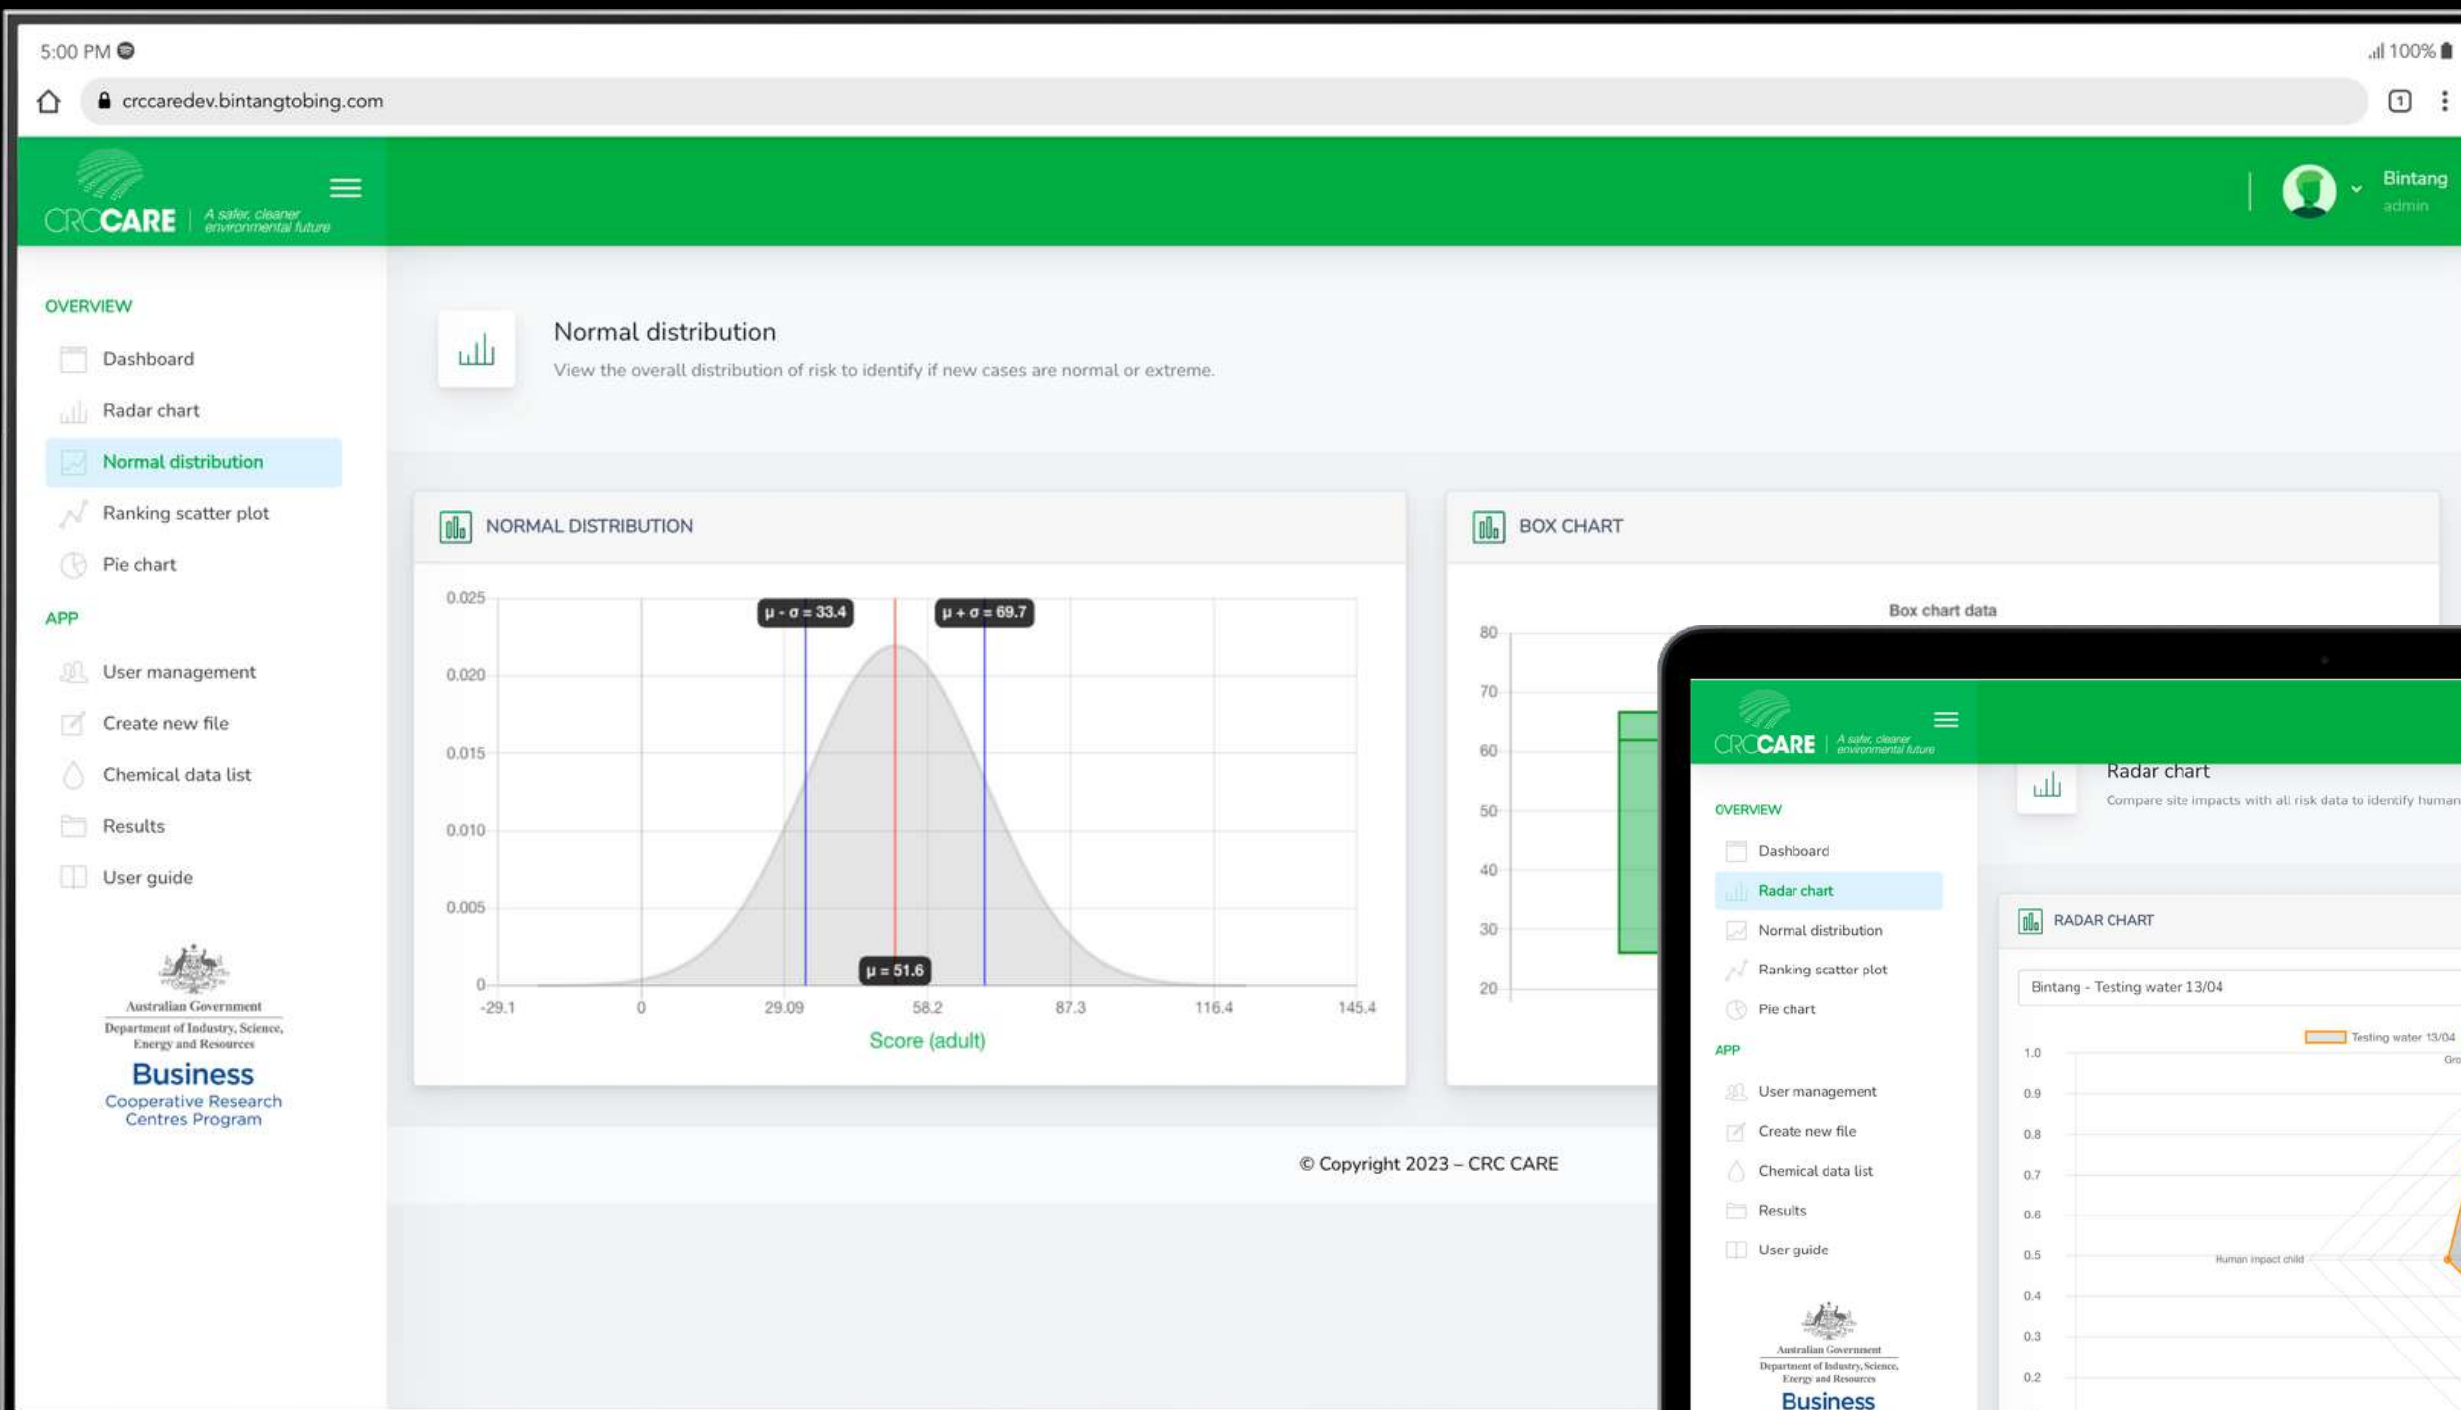 5:00 PM
100%
crccaredev.bintangtobing.com
1
CRCCARE
A safer, cleaner
environmental future
Bintang
admin
OVERVIEW
Dashboard
Radar chart
Normal distribution
Ranking scatter plot
Pie chart
APP
User management
Create new file
Chemical data list
Results
User guide
Australian Government
Department of Industry, Science,
Energy and Resources
Business
Cooperative Research
Centres Program
Normal distribution
View the overall distribution of risk to identify if new cases are normal or extreme.
NORMAL DISTRIBUTION
0.025
0.020
0.015
0.010
0.005
0
μ - σ = 33.4
μ + σ = 69.7
μ = 51.6
-29.1
0
29.09
58.2
87.3
116.4
145.4
Score (adult)
BOX CHART
Box chart data
80
70
60
50
40
30
20
© Copyright 2023 – CRC CARE
CRCCARE
A safer, cleaner
environmental future
OVERVIEW
Dashboard
Radar chart
Normal distribution
Ranking scatter plot
Pie chart
APP
User management
Create new file
Chemical data list
Results
User guide
Australian Government
Department of Industry, Science,
Energy and Resources
Business
Radar chart
Compare site impacts with all risk data to identify human
RADAR CHART
Bintang - Testing water 13/04
Testing water 13/04
Gro
1.0
0.9
0.8
0.7
0.6
0.5
0.4
0.3
0.2
Human impact child